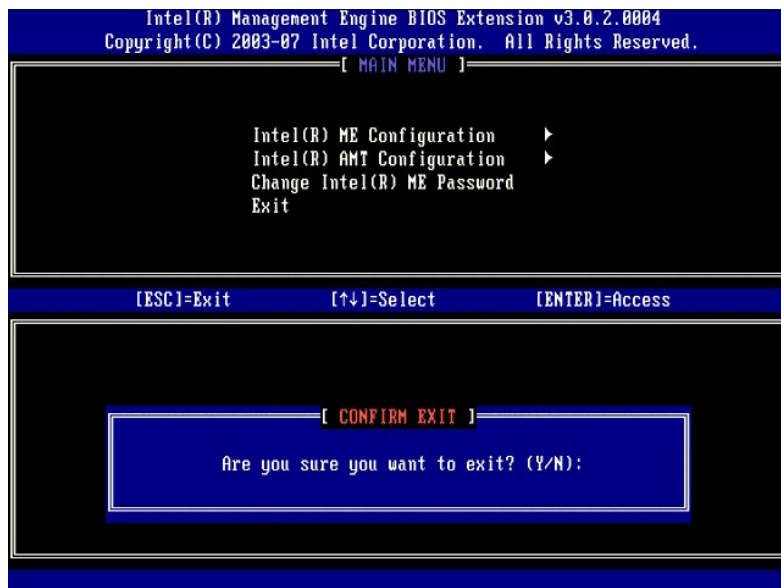 Intel(R) Management Engine BIOS Extension v3.0.2.0004
Copyright(C) 2003-07 Intel Corporation. All Rights Reserved.
[ MAIN MENU ]
Intel(R) ME Configuration ►
Intel(R) AMT Configuration ►
Change Intel(R) ME Password
Exit
[ESC]=Exit [↑↓]=Select [ENTER]=Access
[ CONFIRM EXIT ]
Are you sure you want to exit? (Y/N):